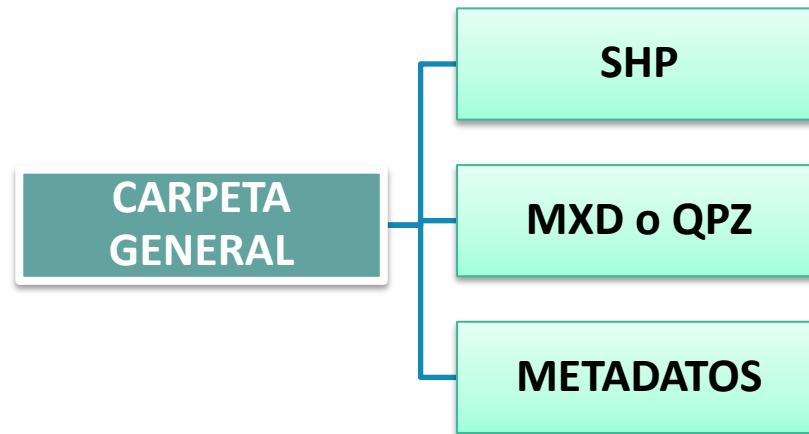 CARPETA
GENERAL
SHP
MXD o QPZ
METADATOS